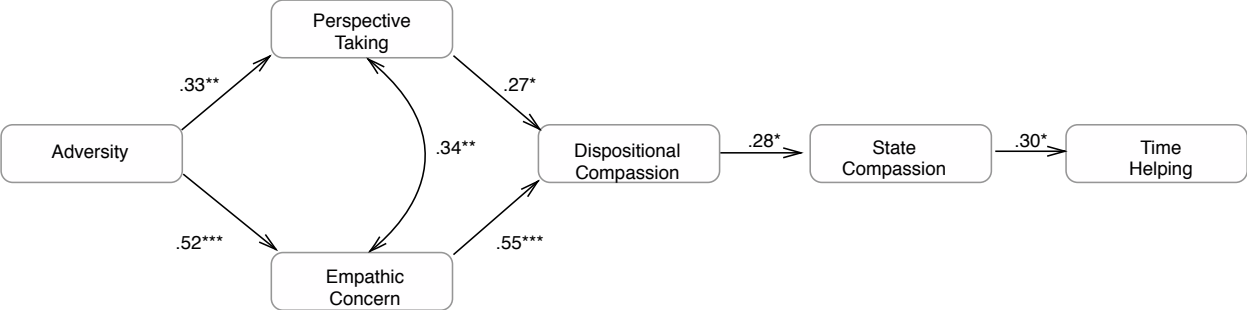 Perspective
Taking
.33**
.27*
Adversity
.34**
Dispositional
Compassion
.28*
State
Compassion
.30*
Time
Helping
.52***
.55***
Empathic
Concern